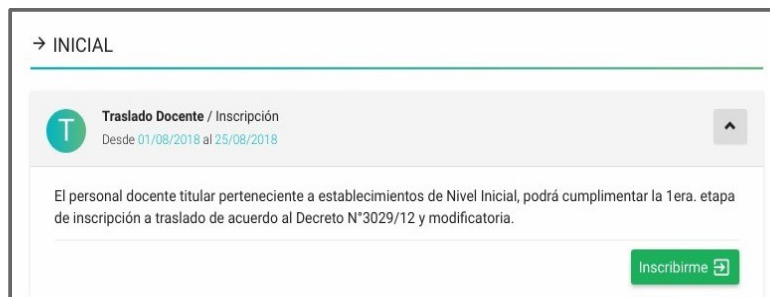 → INICIAL
T
Traslado Docente / Inscripción
Desde 01/08/2018 al 25/08/2018
El personal docente titular perteneciente a establecimientos de Nivel Inicial, podrá cumplimentar la 1era. etapa
de inscripción a traslado de acuerdo al Decreto N°3029/12 y modificatoria.
Inscribirme